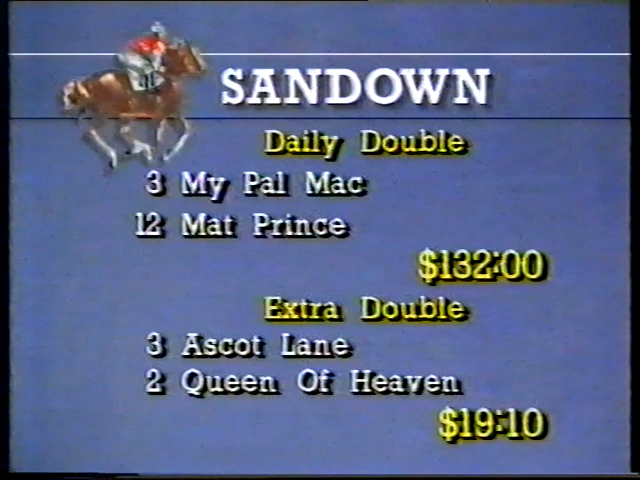 SANDOWN
Daily Double
3 My Pal Mac
12 Mat Prince
$132:00
Extra Double
3 Ascot Lane
2 Queen Of Heaven
$19:10